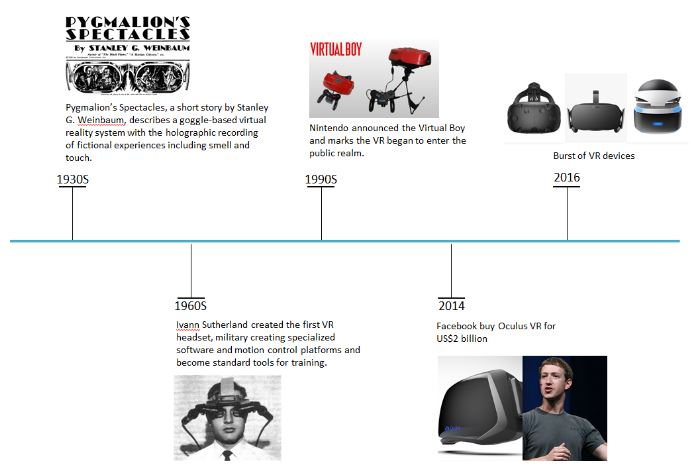 PYGMALION'S
SPECTACLES
By STANLEY G. WEINBAUM
Pygmalion's Spectacles, a short story by Stanley
G. Weinbaum, describes a goggle-based virtual
reality system with the holographic recording
of fictional experiences including smell and
touch.
1930S
VIRTUAL BOY
Nintendo announced the Virtual Boy
and marks the VR began to enter the
public realm.
1990S
Burst of VR devices
2016
1960S
Ivann Sutherland created the first VR
headset, military creating specialized
software and motion control platforms and
become standard tools for training.
2014
Facebook buy Oculus VR for
US$2 billion